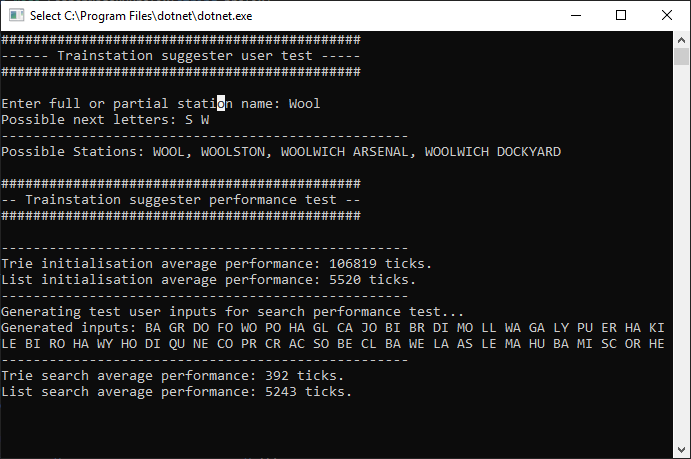 Select C:\Program Files\dotnet\dotnet.exe
#############################################
------ Trainstation suggester user test -----
#############################################
Enter full or partial station name: Wool
Possible next letters: S W
---------------------------------------------------
Possible Stations: WOOL, WOOLSTON, WOOLWICH ARSENAL, WOOLWICH DOCKYARD
#############################################
-- Trainstation suggester performance test --
#############################################
---------------------------------------------------
Trie initialisation average performance: 106819 ticks.
List initialisation average performance: 5520 ticks.
---------------------------------------------------
Generating test user inputs for search performance test...
Generated inputs: BA GR DO FO WO PO HA GL CA JO BI BR DI MO LL WA GA LY PU ER HA KI
LE BI RO HA WY HO DI QU NE CO PR CR AC SO BE CL BA WE LA AS LE MA HU BA MI SC OR HE
---------------------------------------------------
Trie search average performance: 392 ticks.
List search average performance: 5243 ticks.